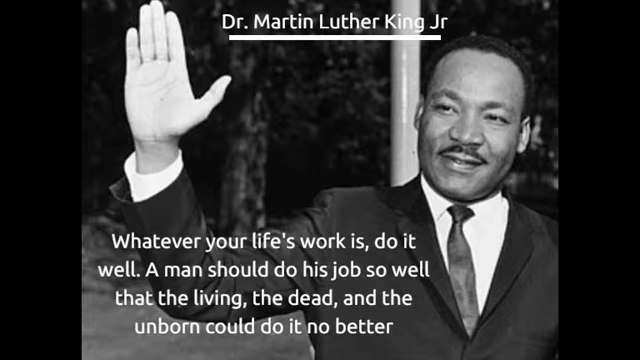 Dr. Martin Luther King Jr
Whatever your life's work is, do it
well. A man should do his job so well
that the living, the dead, and the
unborn could do it no better